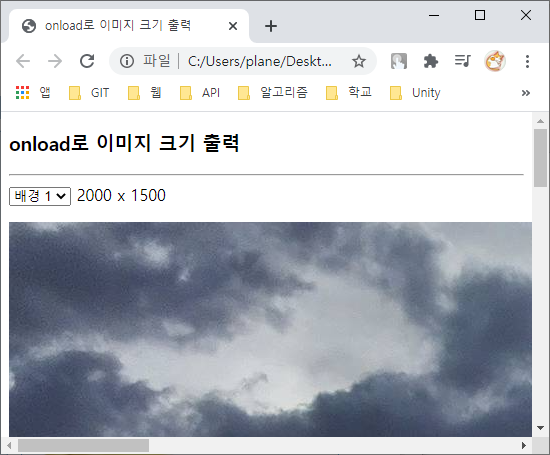 onload로 이미지 크기 출력
파일 C:/Users/plane/Deskt...
앱 GIT 웹 API 알고리즘 학교 Unity
onload로 이미지 크기 출력
배경 1 2000 x 1500